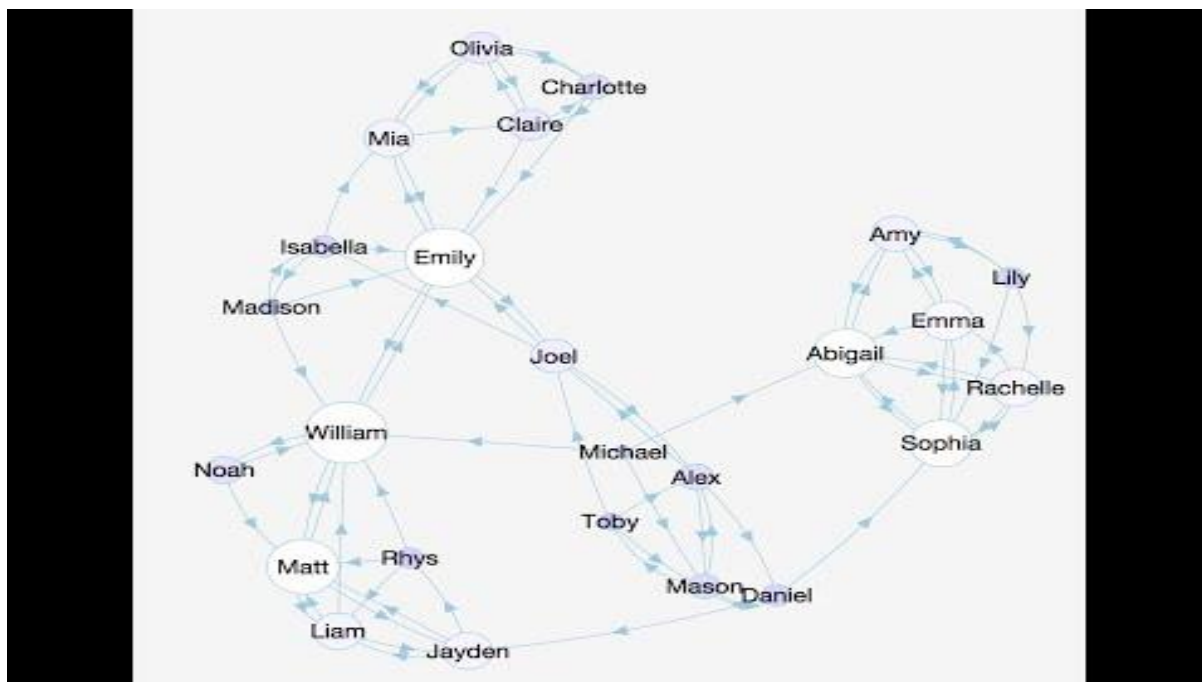 Olivia
Charlotte
Claire
Mia
Isabella
Emily
Madison
Joel
Amy
Lily
Emma
Abigail
Rachelle
Sophia
William
Michael
Noah
Alex
Toby
Matt
Rhys
Mason
Daniel
Liam
Jayden